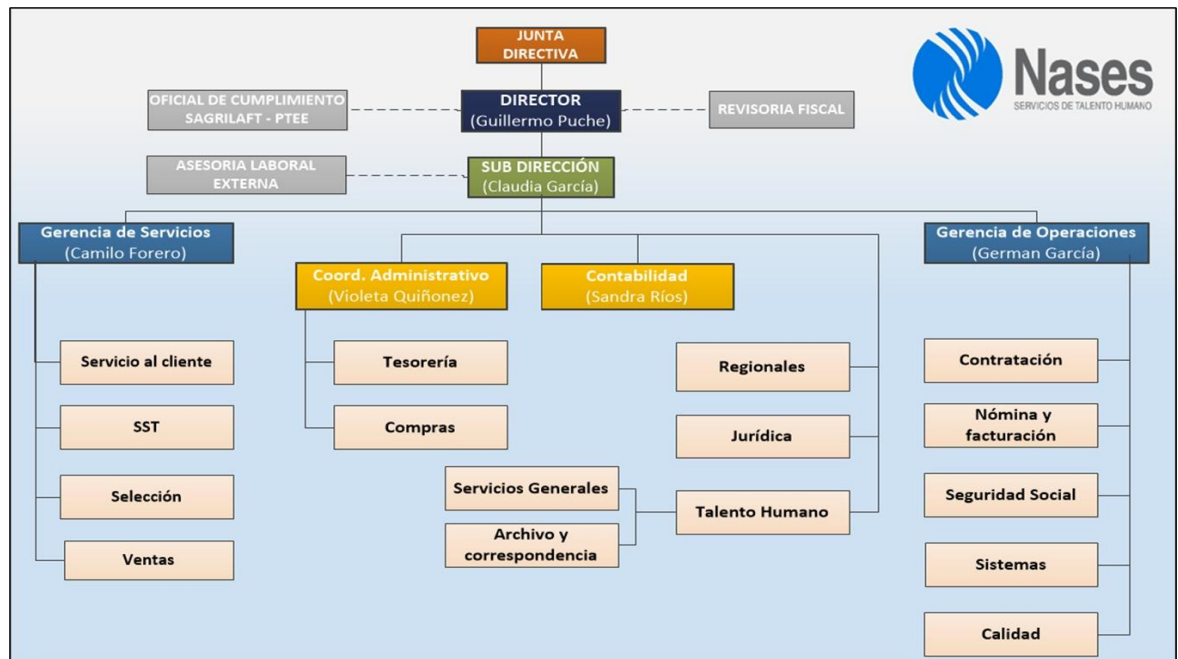 JUNTA
DIRECTIVA
Nases
SERVICIOS DE TALENTO HUMANO
OFICIAL DE CUMPLIMIENTO
SAGRILAFT - PTEE
DIRECTOR
(Guillermo Puche)
REVISORIA FISCAL
ASESORIA LABORAL
EXTERNA
SUB DIRECCIÓN
(Claudia García)
Gerencia de Servicios
(Camilo Forero)
Gerencia de Operaciones
(German García)
Coord. Administrativo
(Violeta Quiñonez)
Contabilidad
(Sandra Ríos)
Servicio al cliente
SST
Selección
Ventas
Tesorería
Compras
Regionales
Jurídica
Talento Humano
Servicios Generales
Archivo y
correspondencia
Contratación
Nómina y
facturación
Seguridad Social
Sistemas
Calidad